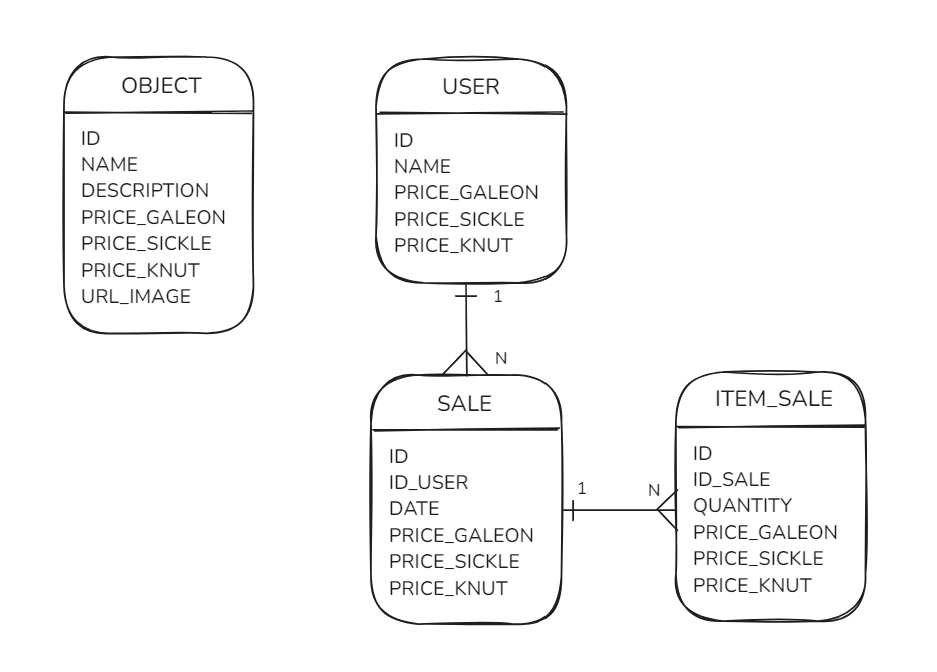 OBJECT
ID
NAME
DESCRIPTION
PRICE_GALEON
PRICE_SICKLE
PRICE_KNUT
URL_IMAGE
USER
ID
NAME
PRICE_GALEON
PRICE_SICKLE
PRICE_KNUT
1
N
SALE
ID
ID_USER
DATE
PRICE_GALEON
PRICE_SICKLE
PRICE_KNUT
1
N
ITEM_SALE
ID
ID_SALE
QUANTITY
PRICE_GALEON
PRICE_SICKLE
PRICE_KNUT